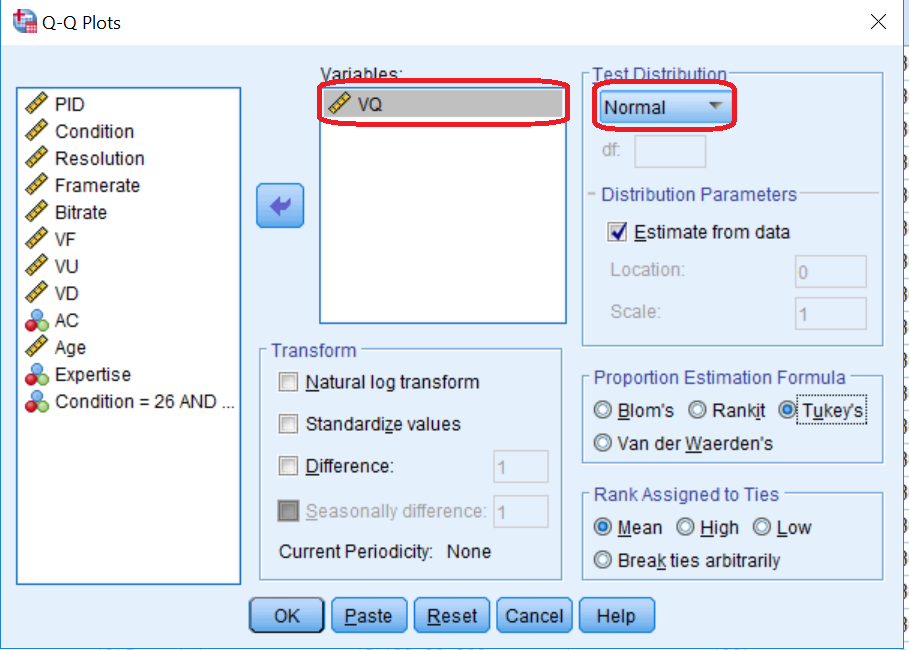 Q-Q Plots
PID
Condition
Resolution
Framerate
Bitrate
VF
VU
VD
AC
Age
Expertise
Condition = 26 AND ...
Variables:
VQ
Transform
Natural log transform
Standardize values
Difference:
1
Seasonally difference:
1
Current Periodicity: None
Test Distribution
Normal
df:
Distribution Parameters
Estimate from data
Location:
0
Scale:
1
Proportion Estimation Formula
Blom's Rankit Tukey's
Van der Waerden's
Rank Assigned to Ties
Mean High Low
Break ties arbitrarily
OK Paste Reset Cancel Help